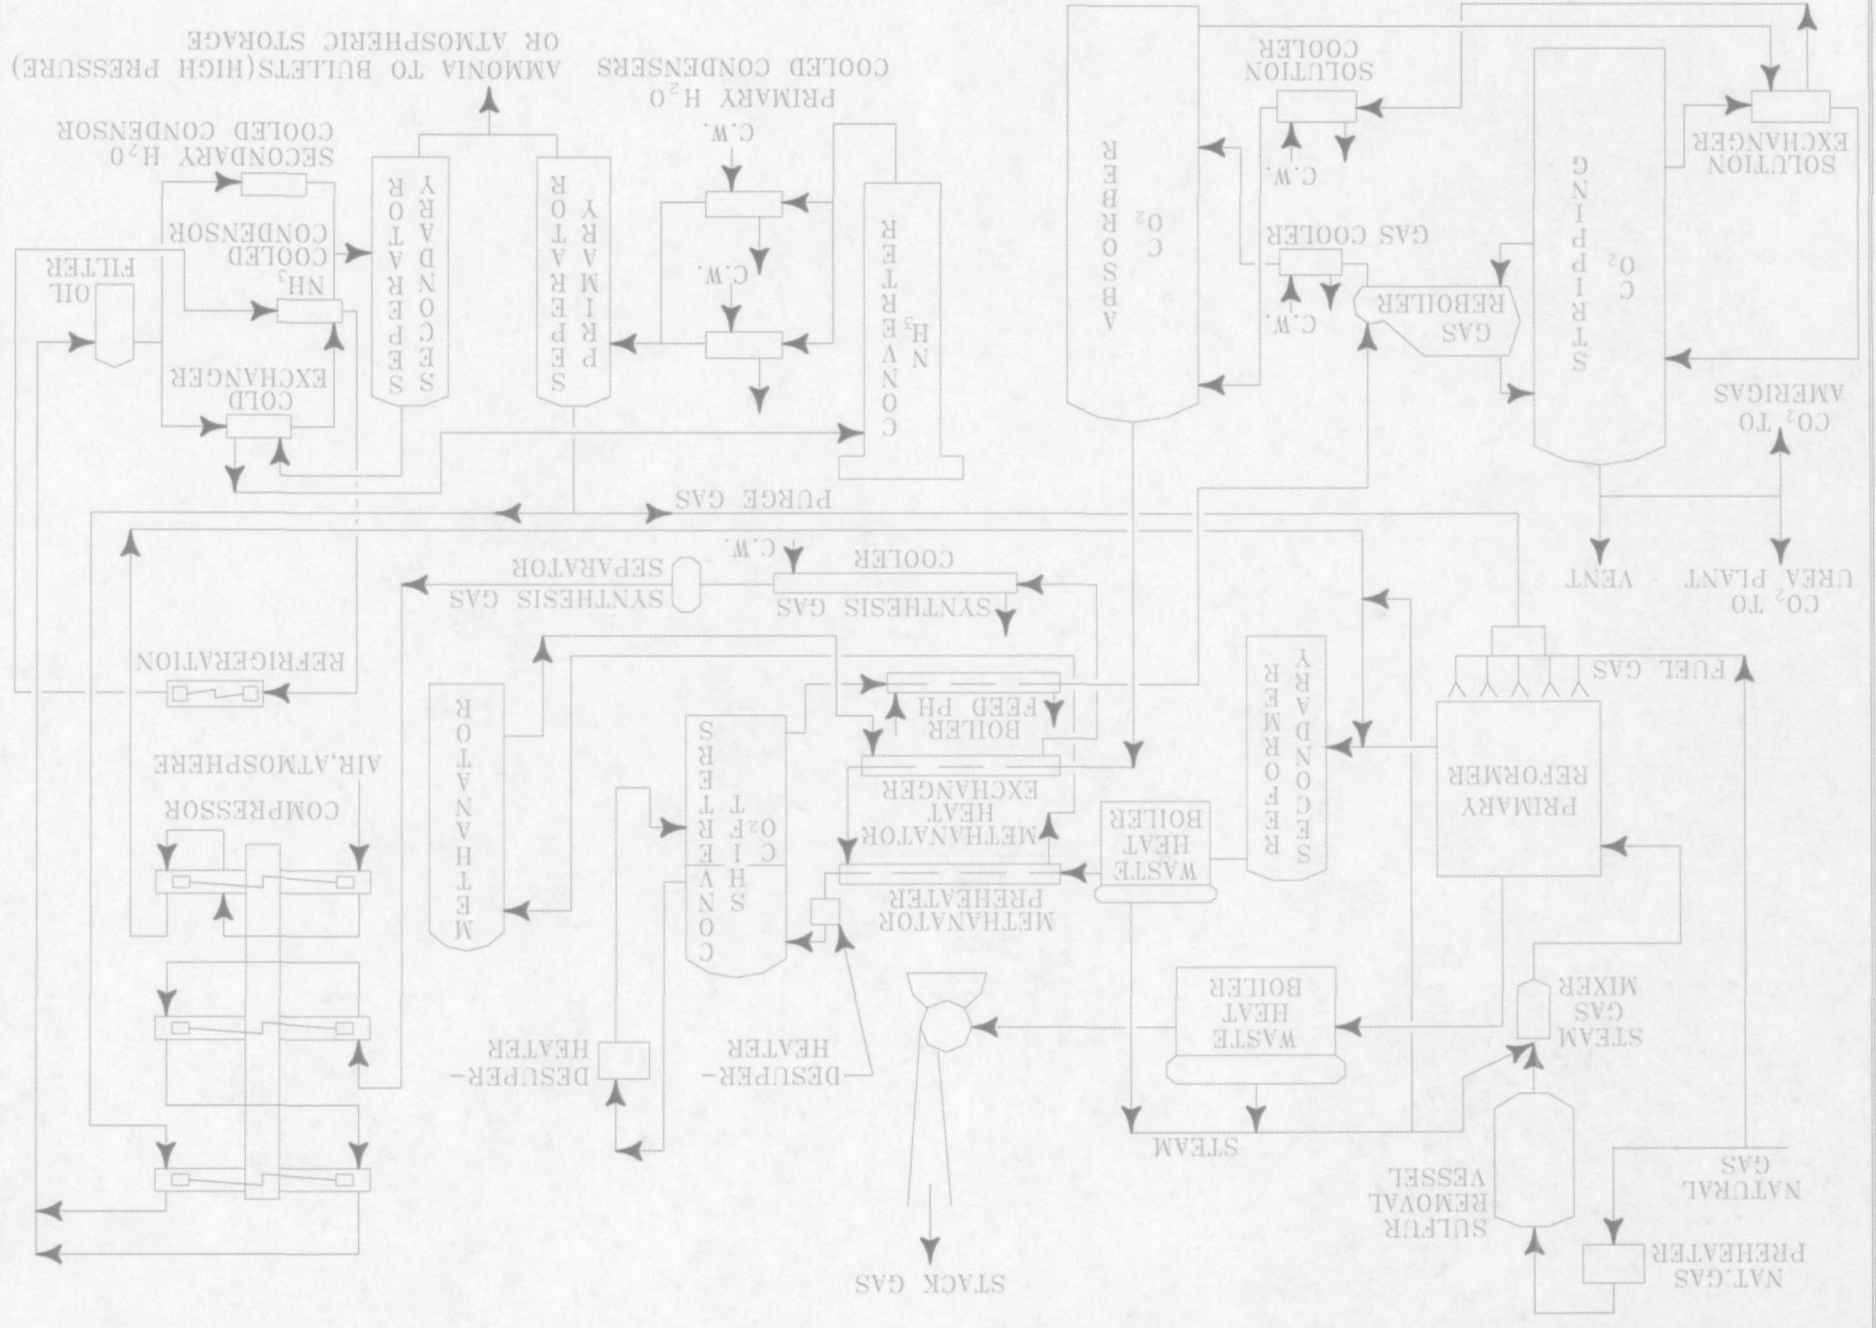 NAT.GAS
PREHEATER
NATURAL
GAS
SULFUR
REMOVAL
VESSEL
STEAM
GAS
MIXER
FUEL GAS
PRIMARY
REFORMER
STACK GAS
STEAM
WASTE
HEAT
BOILER
WASTE
HEAT
BOILER
SECONDARY
REFORMER
DESUPER-
HEATER
DESUPER-
HEATER
METHANATOR
PREHEATER
METHANATOR
HEAT
EXCHANGER
BOILER
FEED PH
SHIFT
CO2
CONVERTERS
METHANATOR
COMPRESSOR
AIR,ATMOSPHERE
REFRIGERATION
SYNTHESIS GAS
COOLER
C.W.
SYNTHESIS GAS
SEPARATOR
PURGE GAS
CO2 TO
UREA PLANT
VENT
CO2 TO
AMERIGAS
CO2
STRIPPING
GAS
REBOILER
GAS COOLER
C.W.
SOLUTION
COOLER
C.W.
SOLUTION
EXCHANGER
CO2
ABSORBER
NH3
CONVERTER
C.W.
C.W.
PRIMARY H2O
COOLED CONDENSERS
PRIMARY
SEPERATOR
SECONDARY
SEPERATOR
COLD
EXCHANGER
NH3
COOLED
CONDENSOR
OIL
FILTER
SECONDARY H2O
COOLED CONDENSOR
AMMONIA TO BULLETS(HIGH PRESSURE)
OR ATMOSPHERIC STORAGE